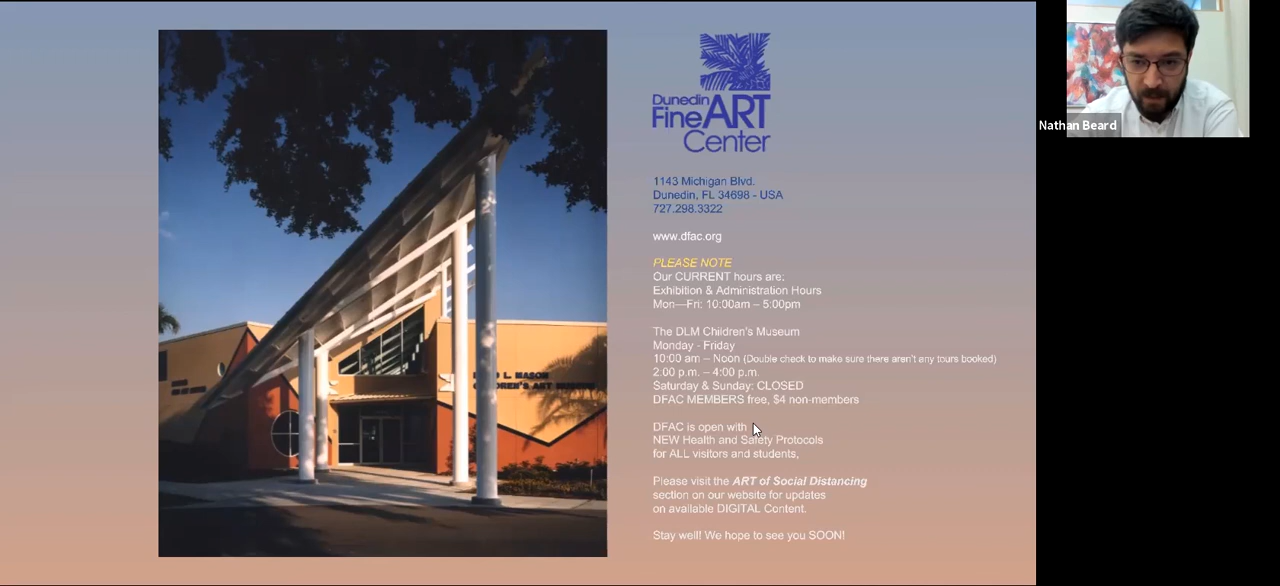 Dunedin
Fine ART
Center
1143 Michigan Blvd.
Dunedin, FL 34698 - USA
727.298.3322
www.dfac.org
PLEASE NOTE
Our CURRENT hours are:
Exhibition & Administration Hours
Mon—Fri: 10:00am – 5:00pm
The DLM Children's Museum
Monday - Friday
10:00 am – Noon (Double check to make sure there aren't any tours booked)
2:00 p.m. – 4:00 p.m.
Saturday & Sunday: CLOSED
DFAC MEMBERS free, $4 non-members
DFAC is open with
NEW Health and Safety Protocols
for ALL visitors and students,
Please visit the ART of Social Distancing
section on our website for updates
on available DIGITAL Content.
Stay well! We hope to see you SOON!
L. MASON
CHILDREN'S ART
Nathan Beard